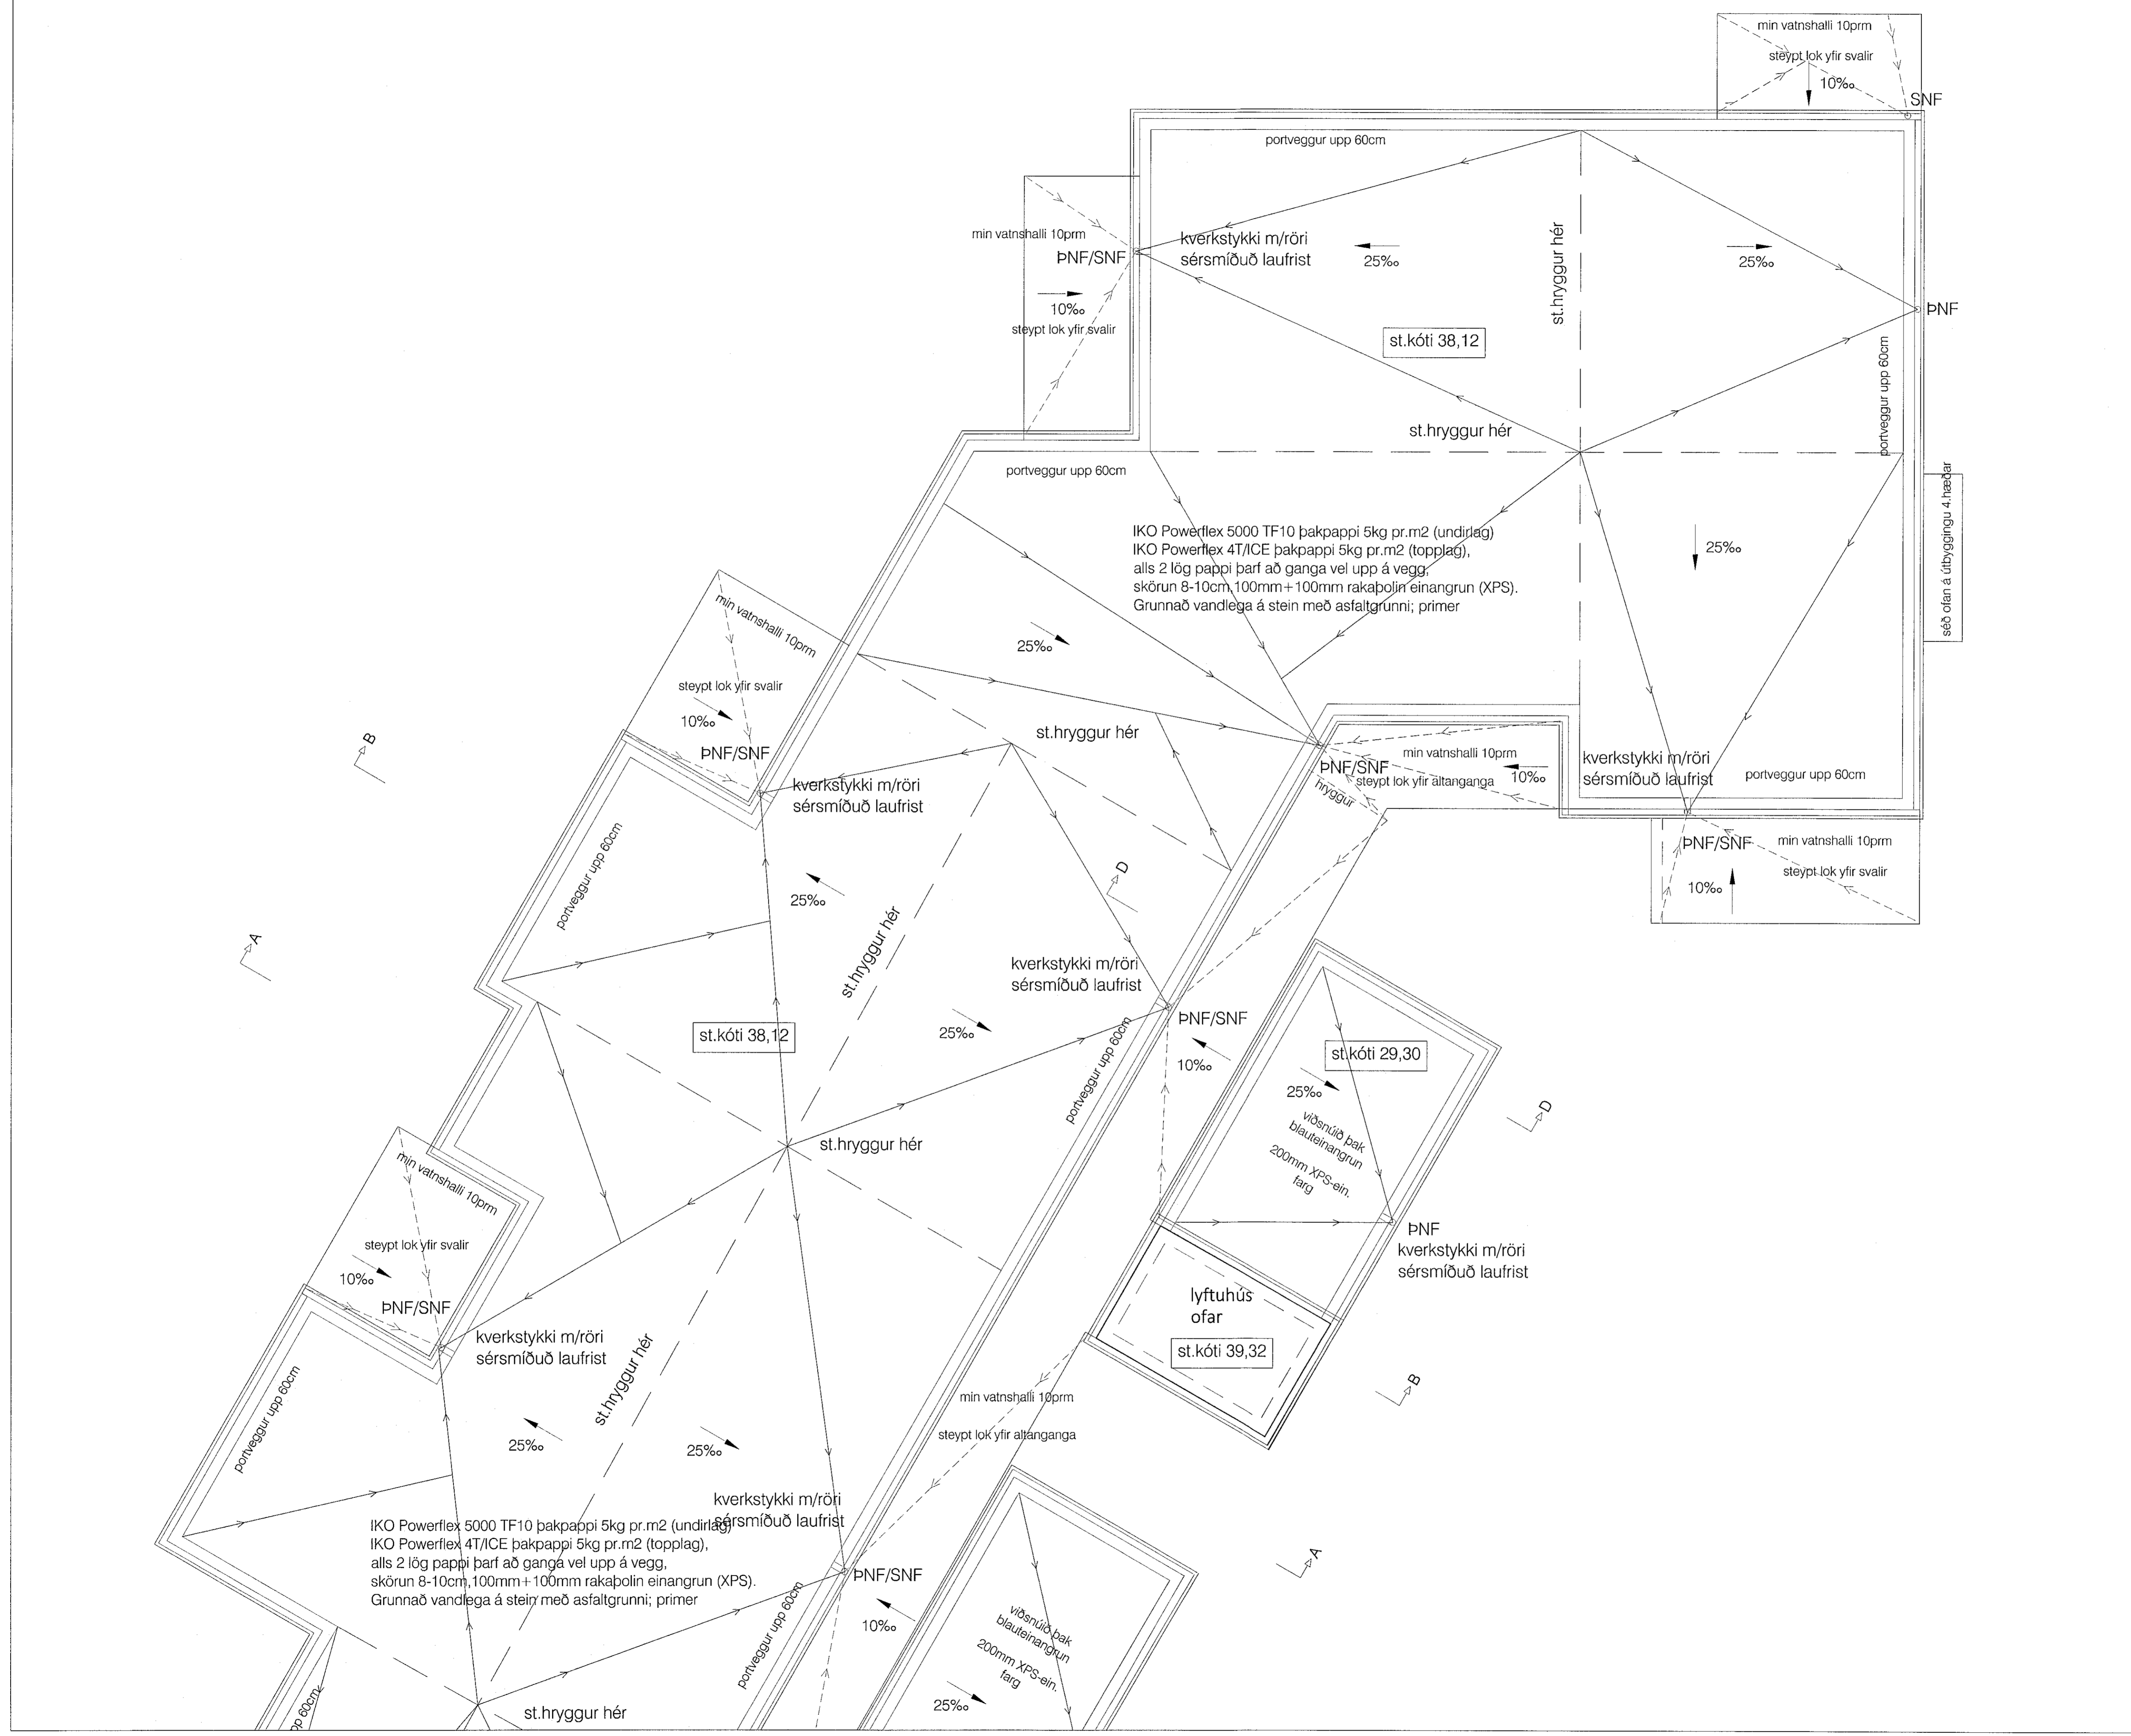 min vatnshalli 10prm
steypt lok yfir svalir
10‰
SNF
portveggur upp 60cm
min vatnshalli 10prm
ÞNF/SNF
10‰
steypt lok yfir svalir
kverkstykki m/röri
sérsmíðuð laufrist
25‰
st.hryggur hér
25‰
ÞNF
st.kóti 38,12
portveggur upp 60cm
st.hryggur hér
portveggur upp 60cm
séð ofan á útbyggingu 4.hæðar
IKO Powerflex 5000 TF10 þakpappi 5kg pr.m2 (undirlag)
IKO Powerflex 4T/ICE þakpappi 5kg pr.m2 (topplag),
alls 2 lög pappi þarf að ganga vel upp á vegg,
skörun 8-10cm,100mm+100mm rakaþolin einangrun (XPS).
Grunnað vandlega á stein með asfaltgrunni; primer
25‰
min vatnshalli 10prm
25‰
steypt lok yfir svalir
10‰
ÞNF/SNF
st.hryggur hér
B
kverkstykki m/röri
sérsmíðuð laufrist
min vatnshalli 10prm
ÞNF/SNF
steypt lok yfir altanganga
10‰
hryggur
kverkstykki m/röri
sérsmíðuð laufrist
portveggur upp 60cm
ÞNF/SNF
min vatnshalli 10prm
steypt lok yfir svalir
10‰
portveggur upp 60cm
25‰
D
A
st.hryggur hér
kverkstykki m/röri
sérsmíðuð laufrist
st.kóti 38,12
25‰
ÞNF/SNF
10‰
portveggur upp 60cm
st.kóti 29,30
25‰
viðsnúið þak
blauteinangrun
200mm XPS-ein.
farg
D
st.hryggur hér
min vatnshalli 10prm
steypt lok yfir svalir
10‰
ÞNF/SNF
ÞNF
kverkstykki m/röri
sérsmíðuð laufrist
lyftuhús
ofar
st.kóti 39,32
kverkstykki m/röri
sérsmíðuð laufrist
st.hryggur hér
portveggur upp 60cm
B
min vatnshalli 10prm
steypt lok yfir altanganga
25‰
25‰
kverkstykki m/röri
sérsmíðuð laufrist
IKO Powerflex 5000 TF10 þakpappi 5kg pr.m2 (undirlag)
IKO Powerflex 4T/ICE þakpappi 5kg pr.m2 (topplag),
alls 2 lög pappi þarf að ganga vel upp á vegg,
skörun 8-10cm,100mm+100mm rakaþolin einangrun (XPS).
Grunnað vandlega á stein með asfaltgrunni; primer
A
ÞNF/SNF
10‰
portveggur upp 60cm
viðsnúið þak
blauteinangrun
200mm XPS-ein.
farg
25‰
pp 60cm
st.hryggur hér